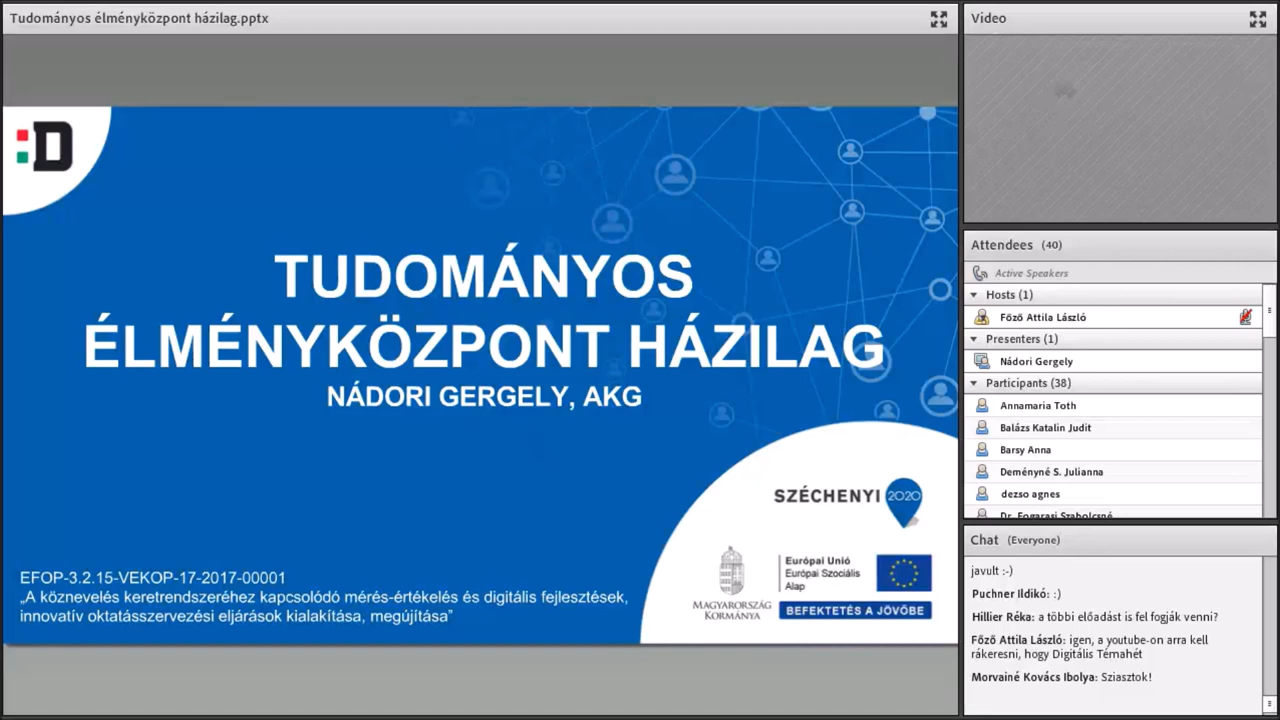 Tudományos élményközpont házilag.pptx
:D
TUDOMÁNYOS
ÉLMÉNYKÖZPONT HÁZILAG
NÁDORI GERGELY, AKG
SZÉCHENYI 2020
EFOP-3.2.15-VEKOP-17-2017-00001
„A köznevelés keretrendszeréhez kapcsolódó mérés-értékelés és digitális fejlesztések,
innovatív oktatásszervezési eljárások kialakítása, megújítása”
MAGYARORSZÁG
KORMÁNYA
Európai Unió
Európai Szociális
Alap
BEFEKTETÉS A JÖVŐBE
Video
Attendees (40)
Active Speakers
Hosts (1)
Főző Attila László
Presenters (1)
Nádori Gergely
Participants (38)
Annamaria Toth
Balázs Katalin Judit
Barsy Anna
Deményné S. Julianna
dezso agnes
Dr. Fogarasi Szabolcsné
Chat (Everyone)
javult :-)
Puchner Ildikó: :)
Hillier Réka: a többi előadást is fel fogják venni?
Főző Attila László: igen, a youtube-on arra kell
rákeresni, hogy Digitális Témahét
Morvainé Kovács Ibolya: Sziasztok!